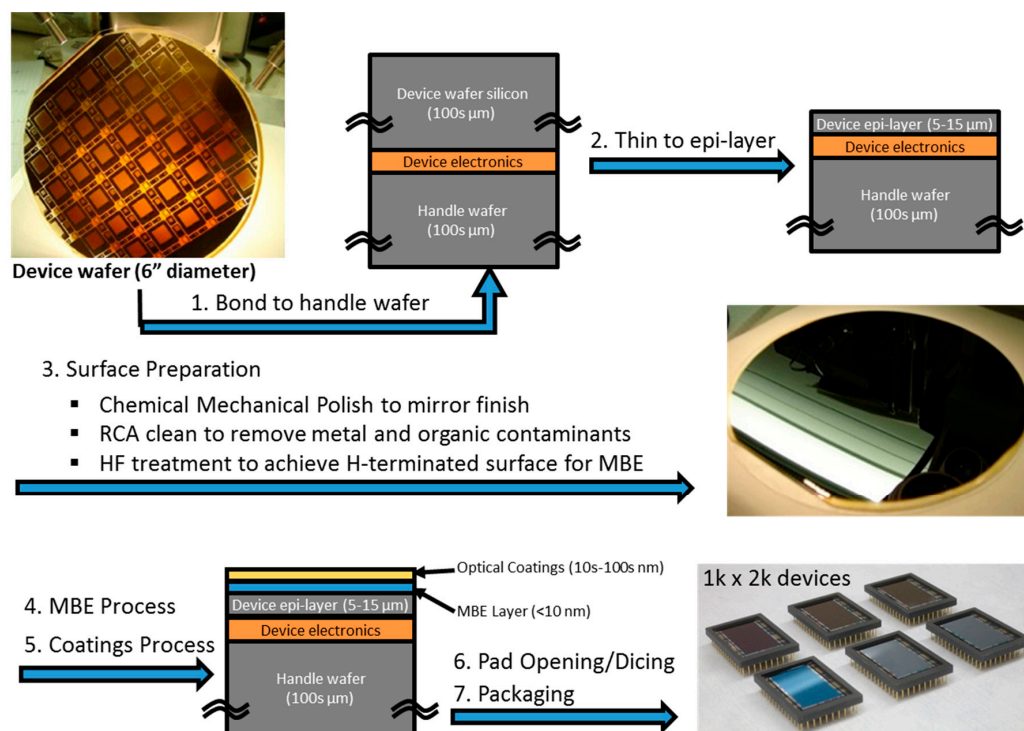 Device wafer (6” diameter)
1. Bond to handle wafer
Device wafer silicon
(100s µm)
Device electronics
Handle wafer
(100s µm)
2. Thin to epi-layer
Device epi-layer (5-15 µm)
Device electronics
Handle wafer
(100s µm)
3. Surface Preparation
▪ Chemical Mechanical Polish to mirror finish
▪ RCA clean to remove metal and organic contaminants
▪ HF treatment to achieve H-terminated surface for MBE
4. MBE Process
5. Coatings Process
Optical Coatings (10s-100s nm)
MBE Layer (<10 nm)
Device epi-layer (5-15 µm)
Device electronics
Handle wafer
(100s µm)
6. Pad Opening/Dicing
7. Packaging
1k x 2k devices